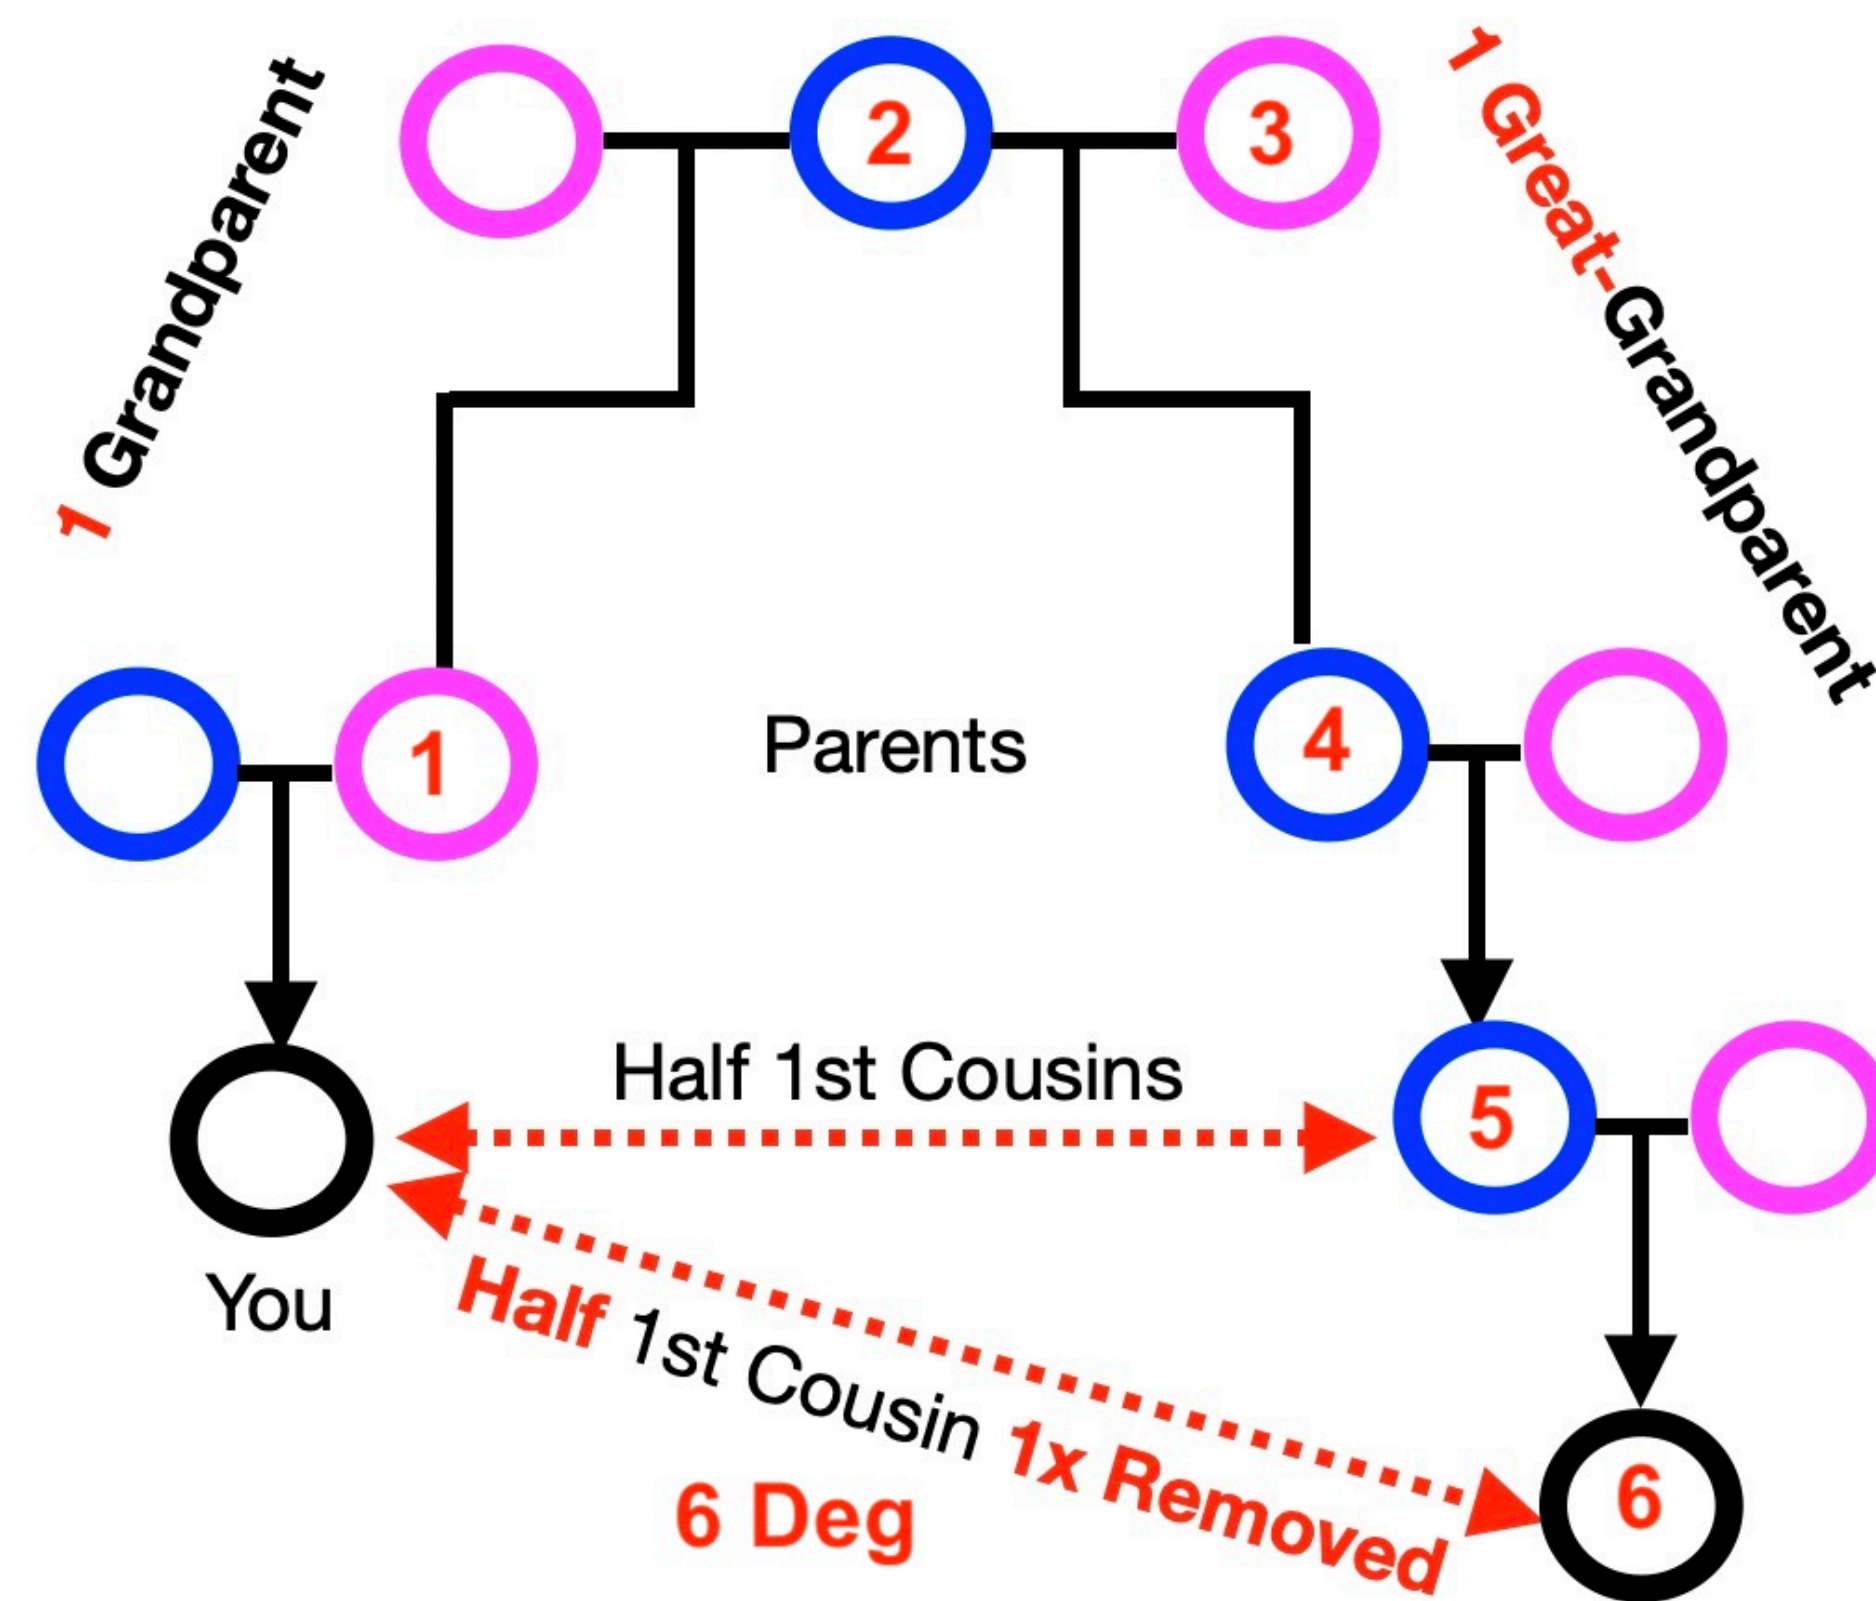 1 Grandparent
2
3
1 Great-Grandparent
1
Parents
4
Half 1st Cousins
5
You
Half 1st Cousin 1x Removed
6 Deg
6